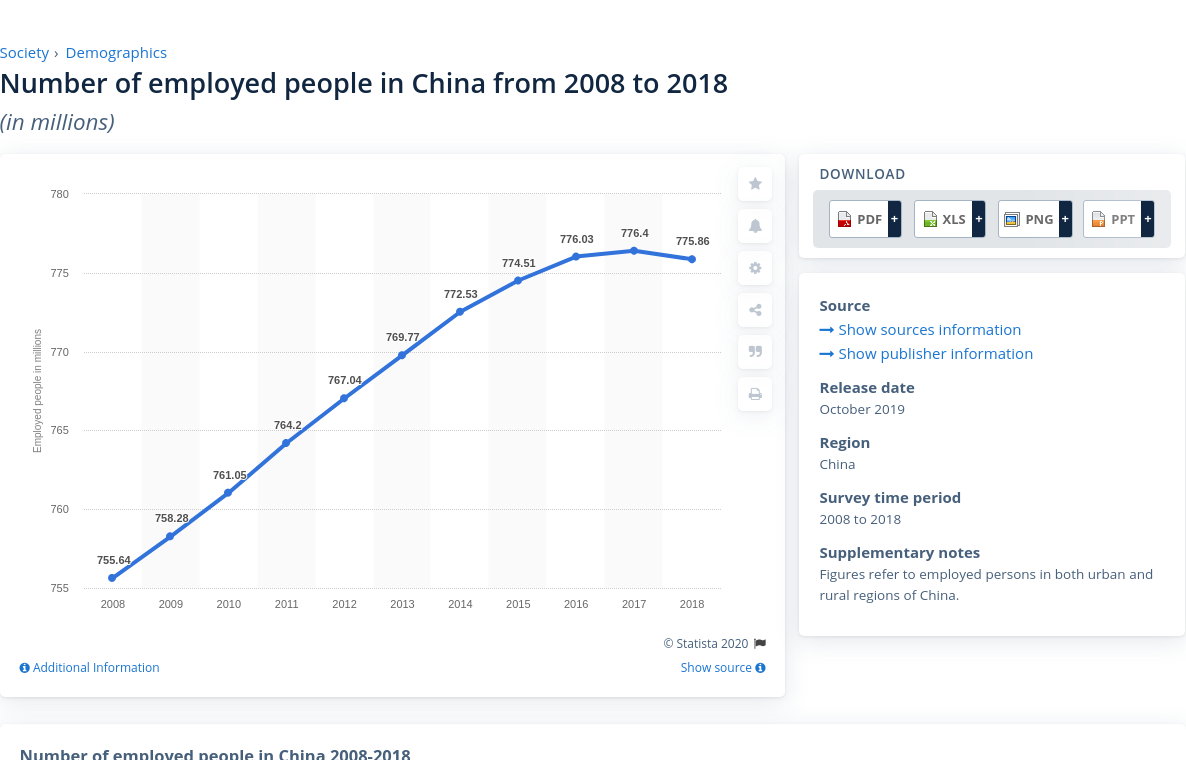 Society › Demographics
Number of employed people in China from 2008 to 2018
(in millions)
780
775
770
765
760
755
Employed people in millions
755.64
758.28
761.05
764.2
767.04
769.77
772.53
774.51
776.03
776.4
775.86
2008 2009 2010 2011 2012 2013 2014 2015 2016 2017 2018
© Statista 2020
Additional Information
Show source
DOWNLOAD
PDF + XLS + PNG + PPT +
Source
Show sources information
Show publisher information
Release date
October 2019
Region
China
Survey time period
2008 to 2018
Supplementary notes
Figures refer to employed persons in both urban and
rural regions of China.
Number of employed people in China 2008-2018